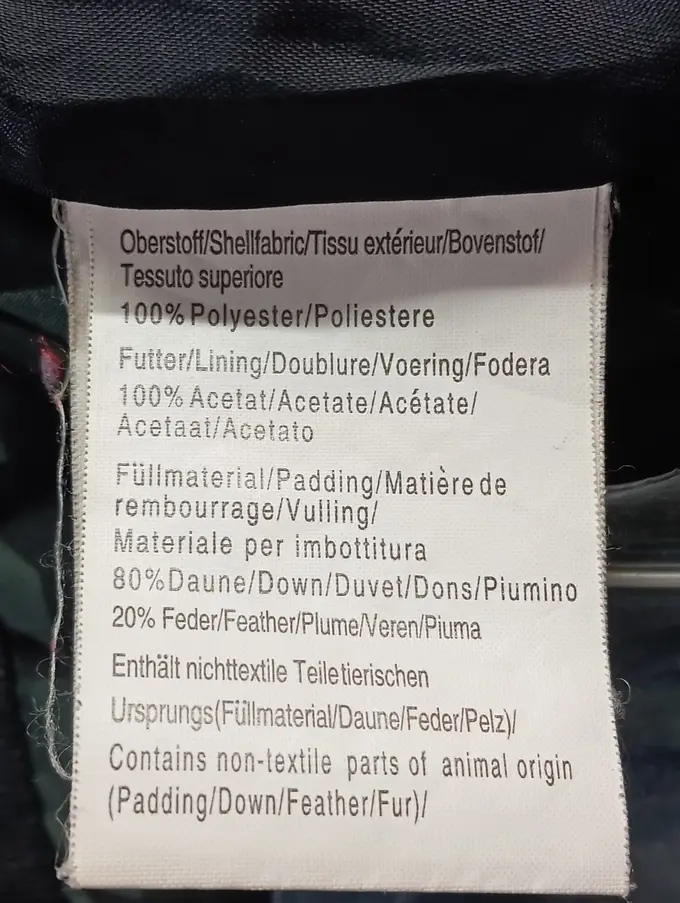 Oberstoff/Shellfabric/Tissu extérieur/Bovenstof/
Tessuto superiore
100% Polyester/Poliestere
Futter/Lining/Doublure/Voering/Fodera
100% Acetat/Acetate/Acétate/
Acetaat/Acetato
Füllmaterial/Padding/Matière de
rembourrage/Vulling/
Materiale per imbottitura
80% Daune/Down/Duvet/Dons/Piumino
20% Feder/Feather/Plume/Veren/Piuma
Enthält nichttextile Teile tierischen
Ursprungs(Füllmaterial/Daune/Feder/Pelz)/
Contains non-textile parts of animal origin
(Padding/Down/Feather/Fur)/